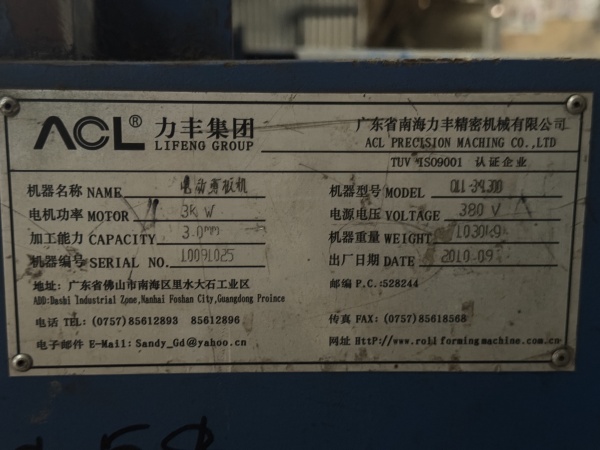 ACL® 力丰集团 广东省南海力丰精密机械有限公司
LIFENG GROUP ACL PRECISION MACHING CO.,LTD
TUV ISO9001 认证企业
机器名称 NAME 电动剪板机 机器型号 MODEL Q11-3X1300
电机功率 MOTOR 3KW 电源电压 VOLTAGE 380V
加工能力 CAPACITY 3.0mm 机器重量 WEIGHT 1030kg
机器编号 SERIAL NO. 10091025 出厂日期 DATE 2010.09
地址: 广东省佛山市南海区里水大石工业区 邮编 P.C.:528244
ADD:Dashi Industrial Zone,Nanhai Foshan City,Guangdong Proince
电话 TEL: (0757)85612893 85612896 传真 FAX: (0757)85618568
电子邮件 E-Mail: Sandy_Gd@yahoo.cn 网址 Http://www.rollformingmachine.com.cn